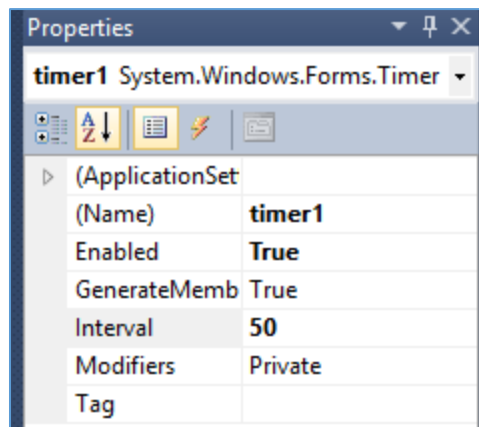 Properties
timer1 System.Windows.Forms.Timer
A
Z
(ApplicationSet
(Name) timer1
Enabled True
GenerateMemb True
Interval 50
Modifiers Private
Tag